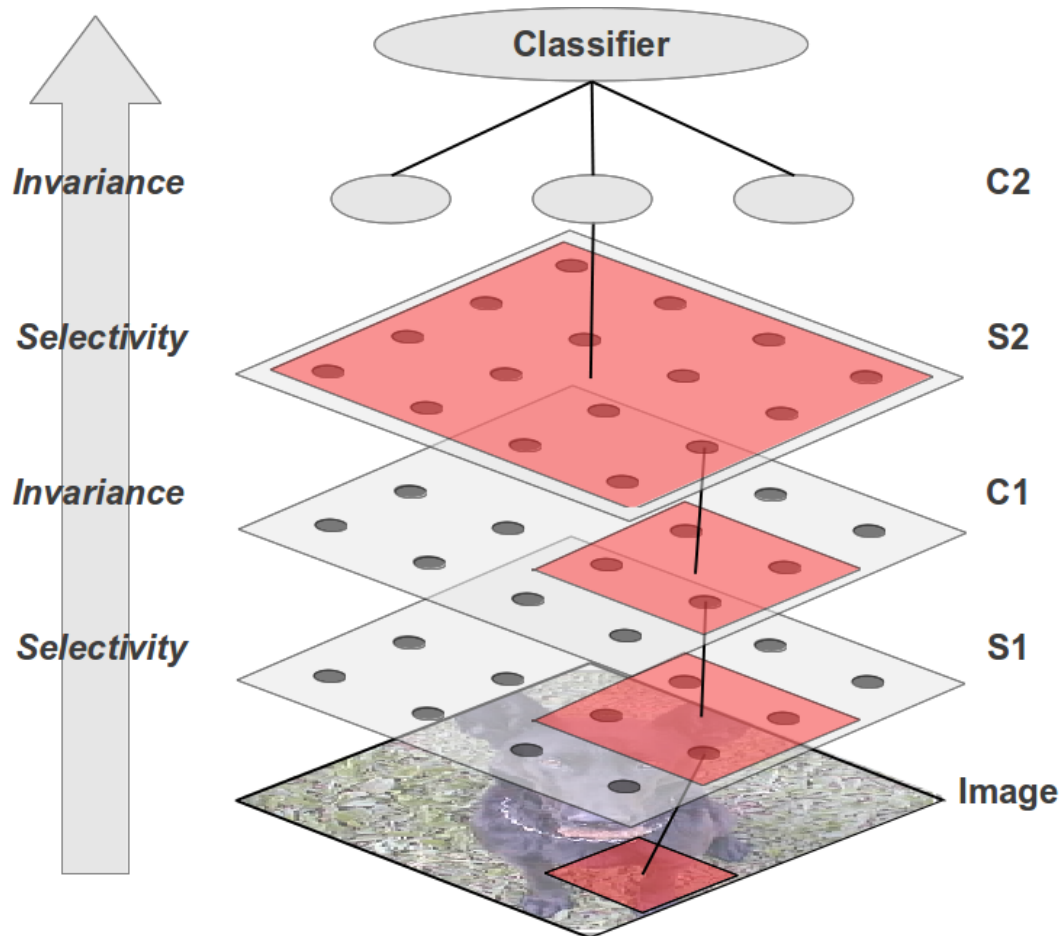 Classifier
Invariance
C2
Selectivity
S2
Invariance
C1
Selectivity
S1
Image